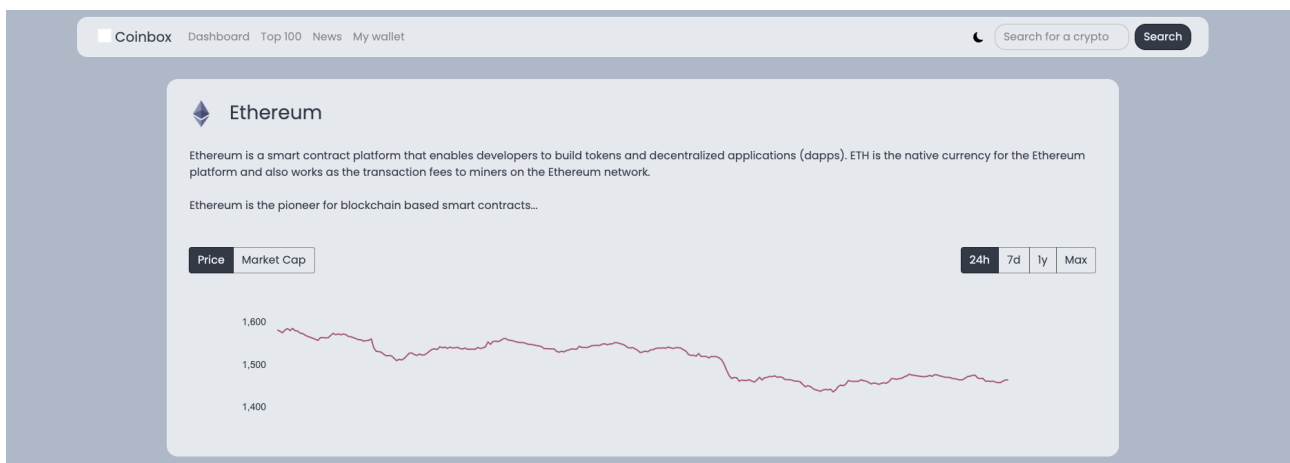 Coinbox Dashboard Top 100 News My wallet Search for a crypto Search
Ethereum
Ethereum is a smart contract platform that enables developers to build tokens and decentralized applications (dapps). ETH is the native currency for the Ethereum
platform and also works as the transaction fees to miners on the Ethereum network.
Ethereum is the pioneer for blockchain based smart contracts...
Price Market Cap 24h 7d 1y Max
1,600
1,500
1,400